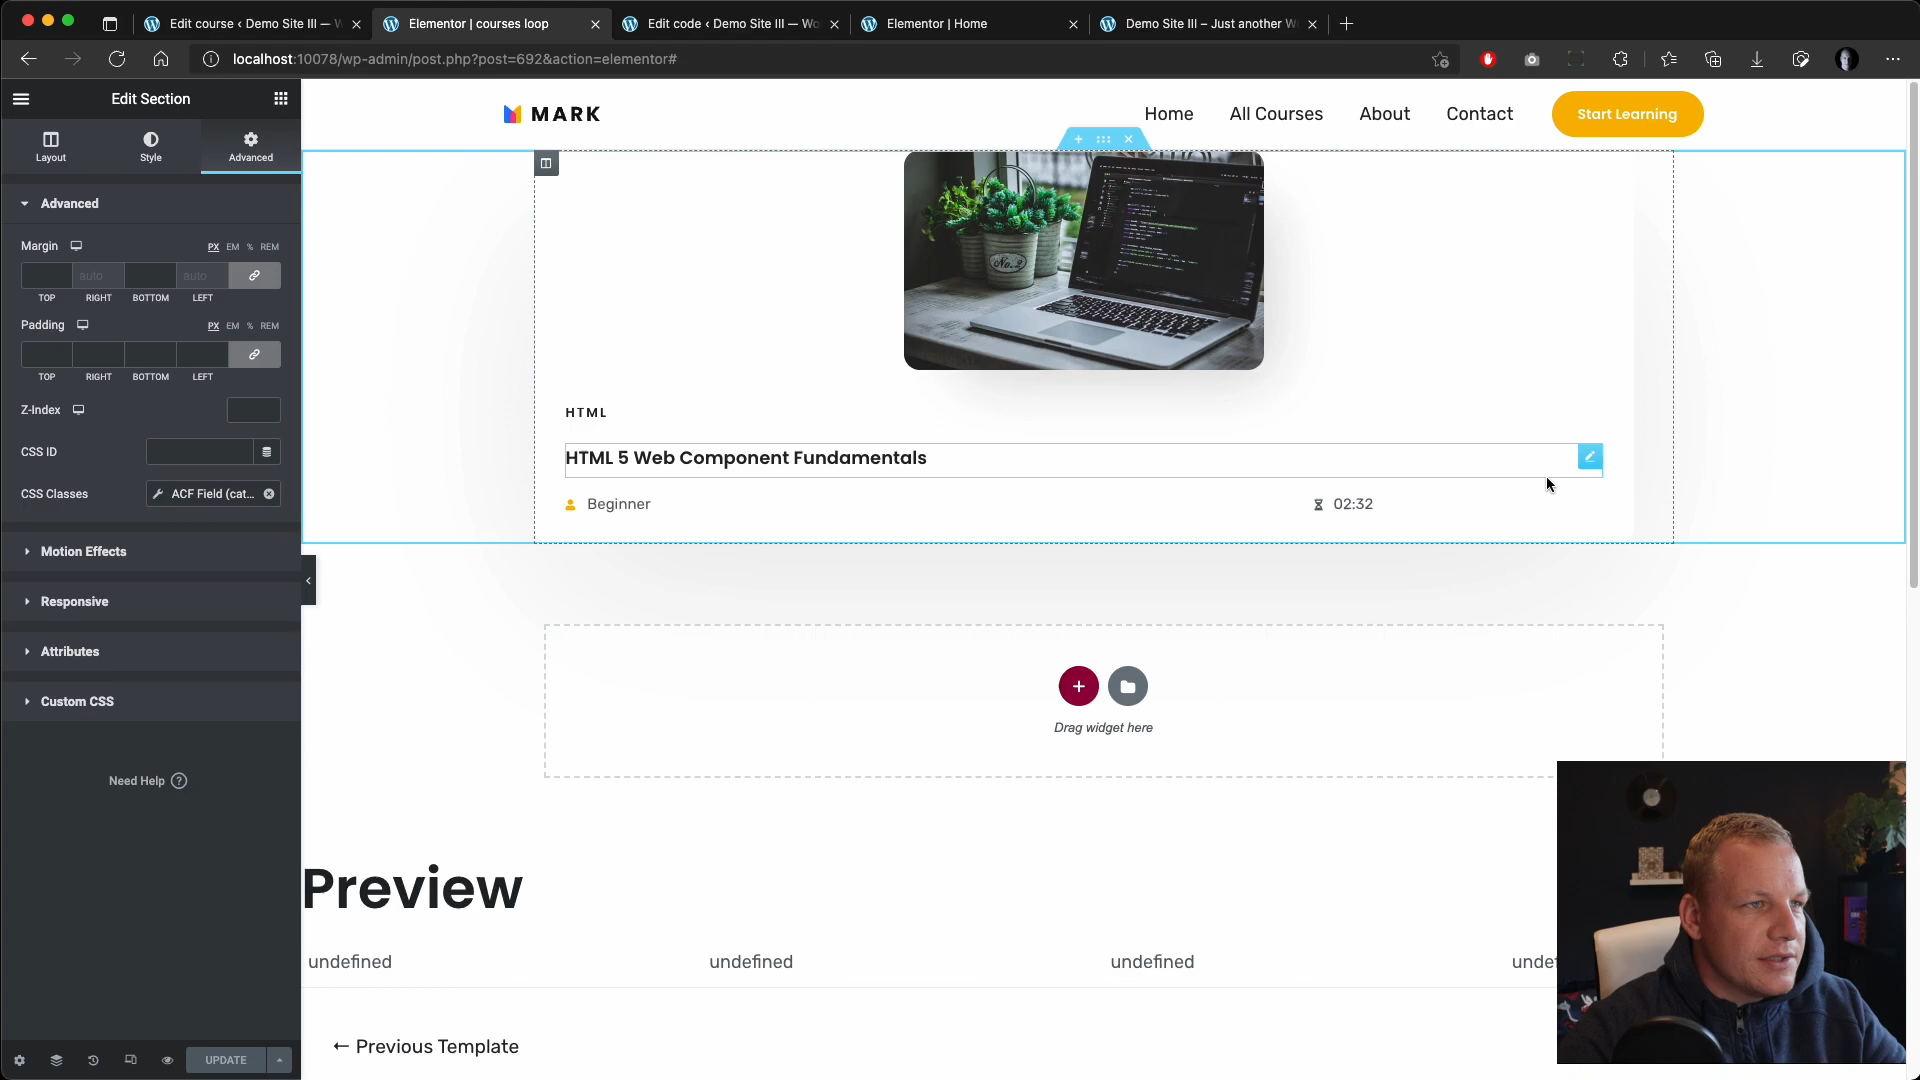 Edit course ‹ Demo Site III — W
Elementor | courses loop
Edit code ‹ Demo Site III — Wo
Elementor | Home
Demo Site III – Just another W
localhost:10078/wp-admin/post.php?post=692&action=elementor#
Edit Section
MARK
Home
All Courses
About
Contact
Start Learning
Layout
Style
Advanced
Advanced
Margin
PX EM % REM
auto
auto
TOP RIGHT BOTTOM LEFT
Padding
PX EM % REM
TOP RIGHT BOTTOM LEFT
Z-Index
CSS ID
CSS Classes
ACF Field (cat...
Motion Effects
Responsive
Attributes
Custom CSS
Need Help ?
UPDATE
No. 2
HTML
HTML 5 Web Component Fundamentals
Beginner
02:32
Drag widget here
Preview
undefined
undefined
undefined
unde
← Previous Template